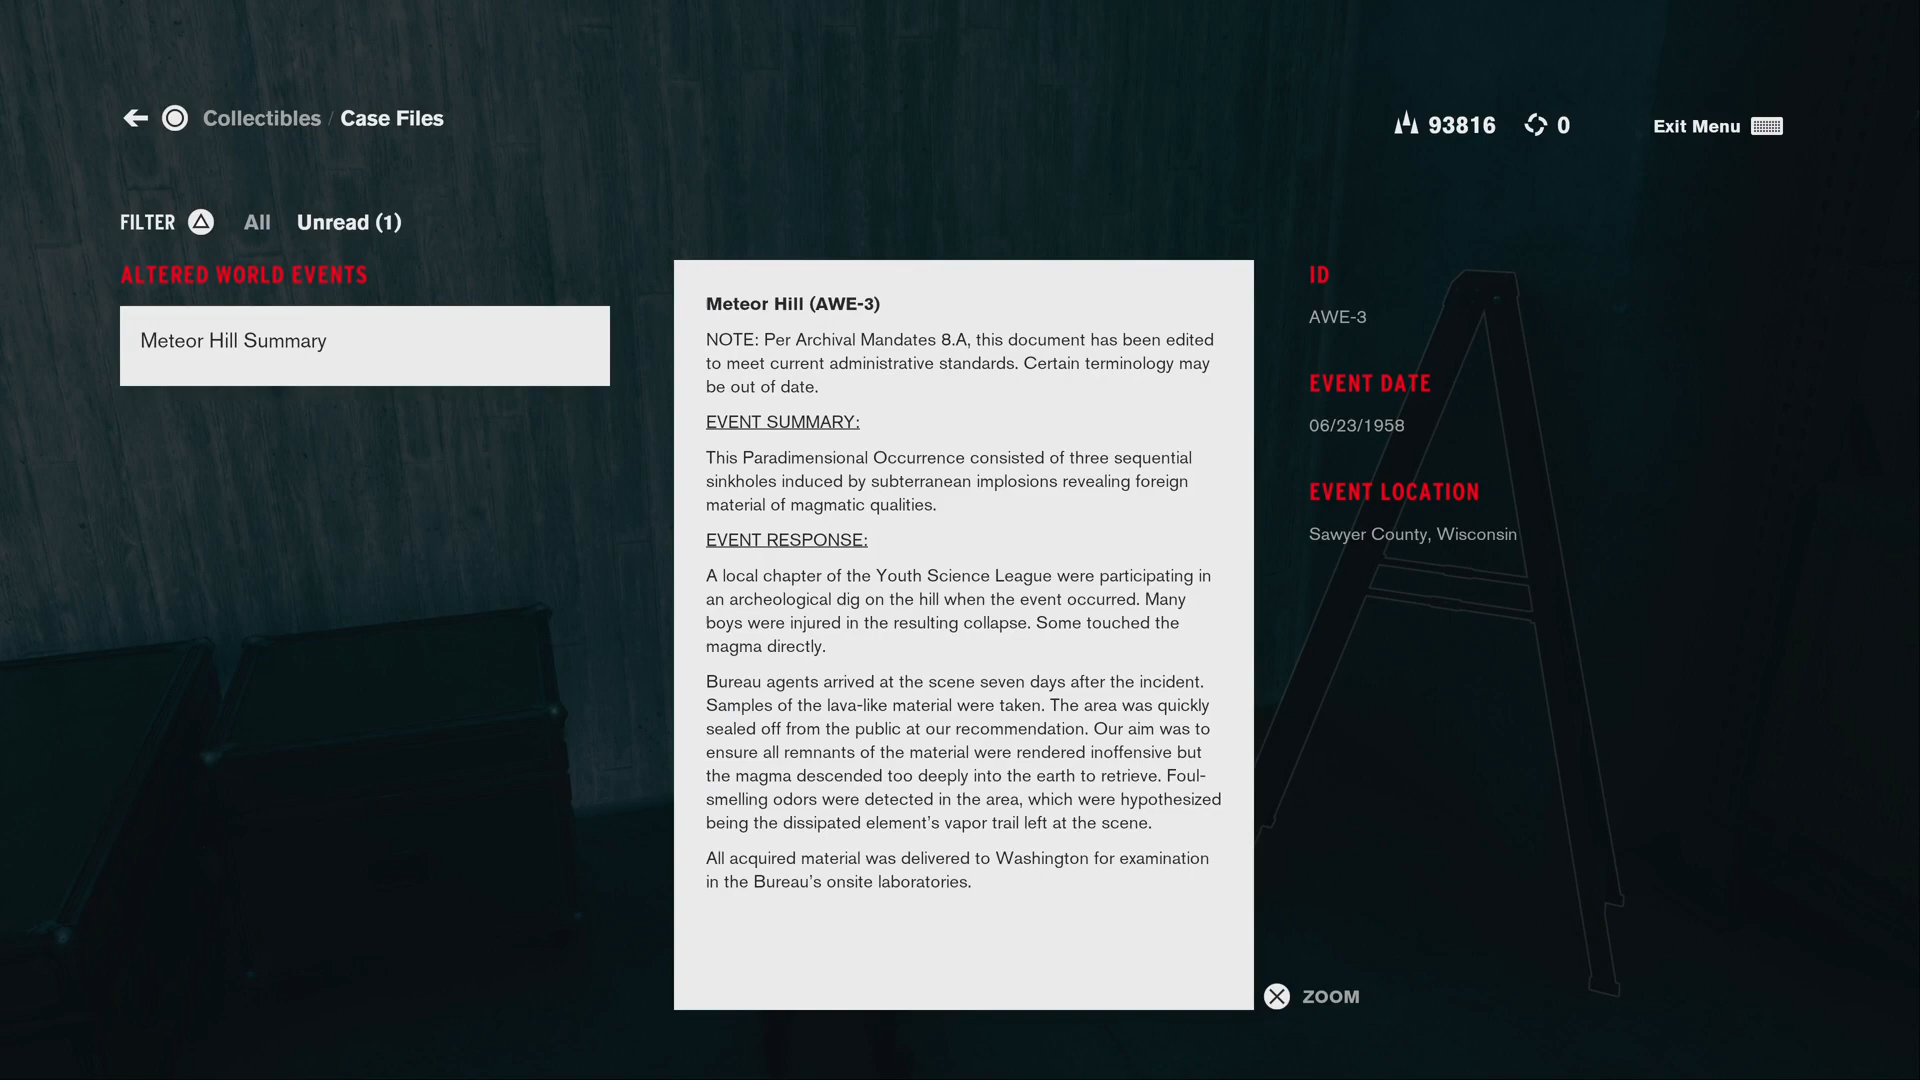 Collectibles / Case Files
93816
0
Exit Menu
FILTER All Unread (1)
ALTERED WORLD EVENTS
Meteor Hill Summary
Meteor Hill (AWE-3)
NOTE: Per Archival Mandates 8.A, this document has been edited
to meet current administrative standards. Certain terminology may
be out of date.
EVENT SUMMARY:
This Paradimensional Occurrence consisted of three sequential
sinkholes induced by subterranean implosions revealing foreign
material of magmatic qualities.
EVENT RESPONSE:
A local chapter of the Youth Science League were participating in
an archeological dig on the hill when the event occurred. Many
boys were injured in the resulting collapse. Some touched the
magma directly.
Bureau agents arrived at the scene seven days after the incident.
Samples of the lava-like material were taken. The area was quickly
sealed off from the public at our recommendation. Our aim was to
ensure all remnants of the material were rendered inoffensive but
the magma descended too deeply into the earth to retrieve. Foul-
smelling odors were detected in the area, which were hypothesized
being the dissipated element's vapor trail left at the scene.
All acquired material was delivered to Washington for examination
in the Bureau's onsite laboratories.
ID
AWE-3
EVENT DATE
06/23/1958
EVENT LOCATION
Sawyer County, Wisconsin
ZOOM